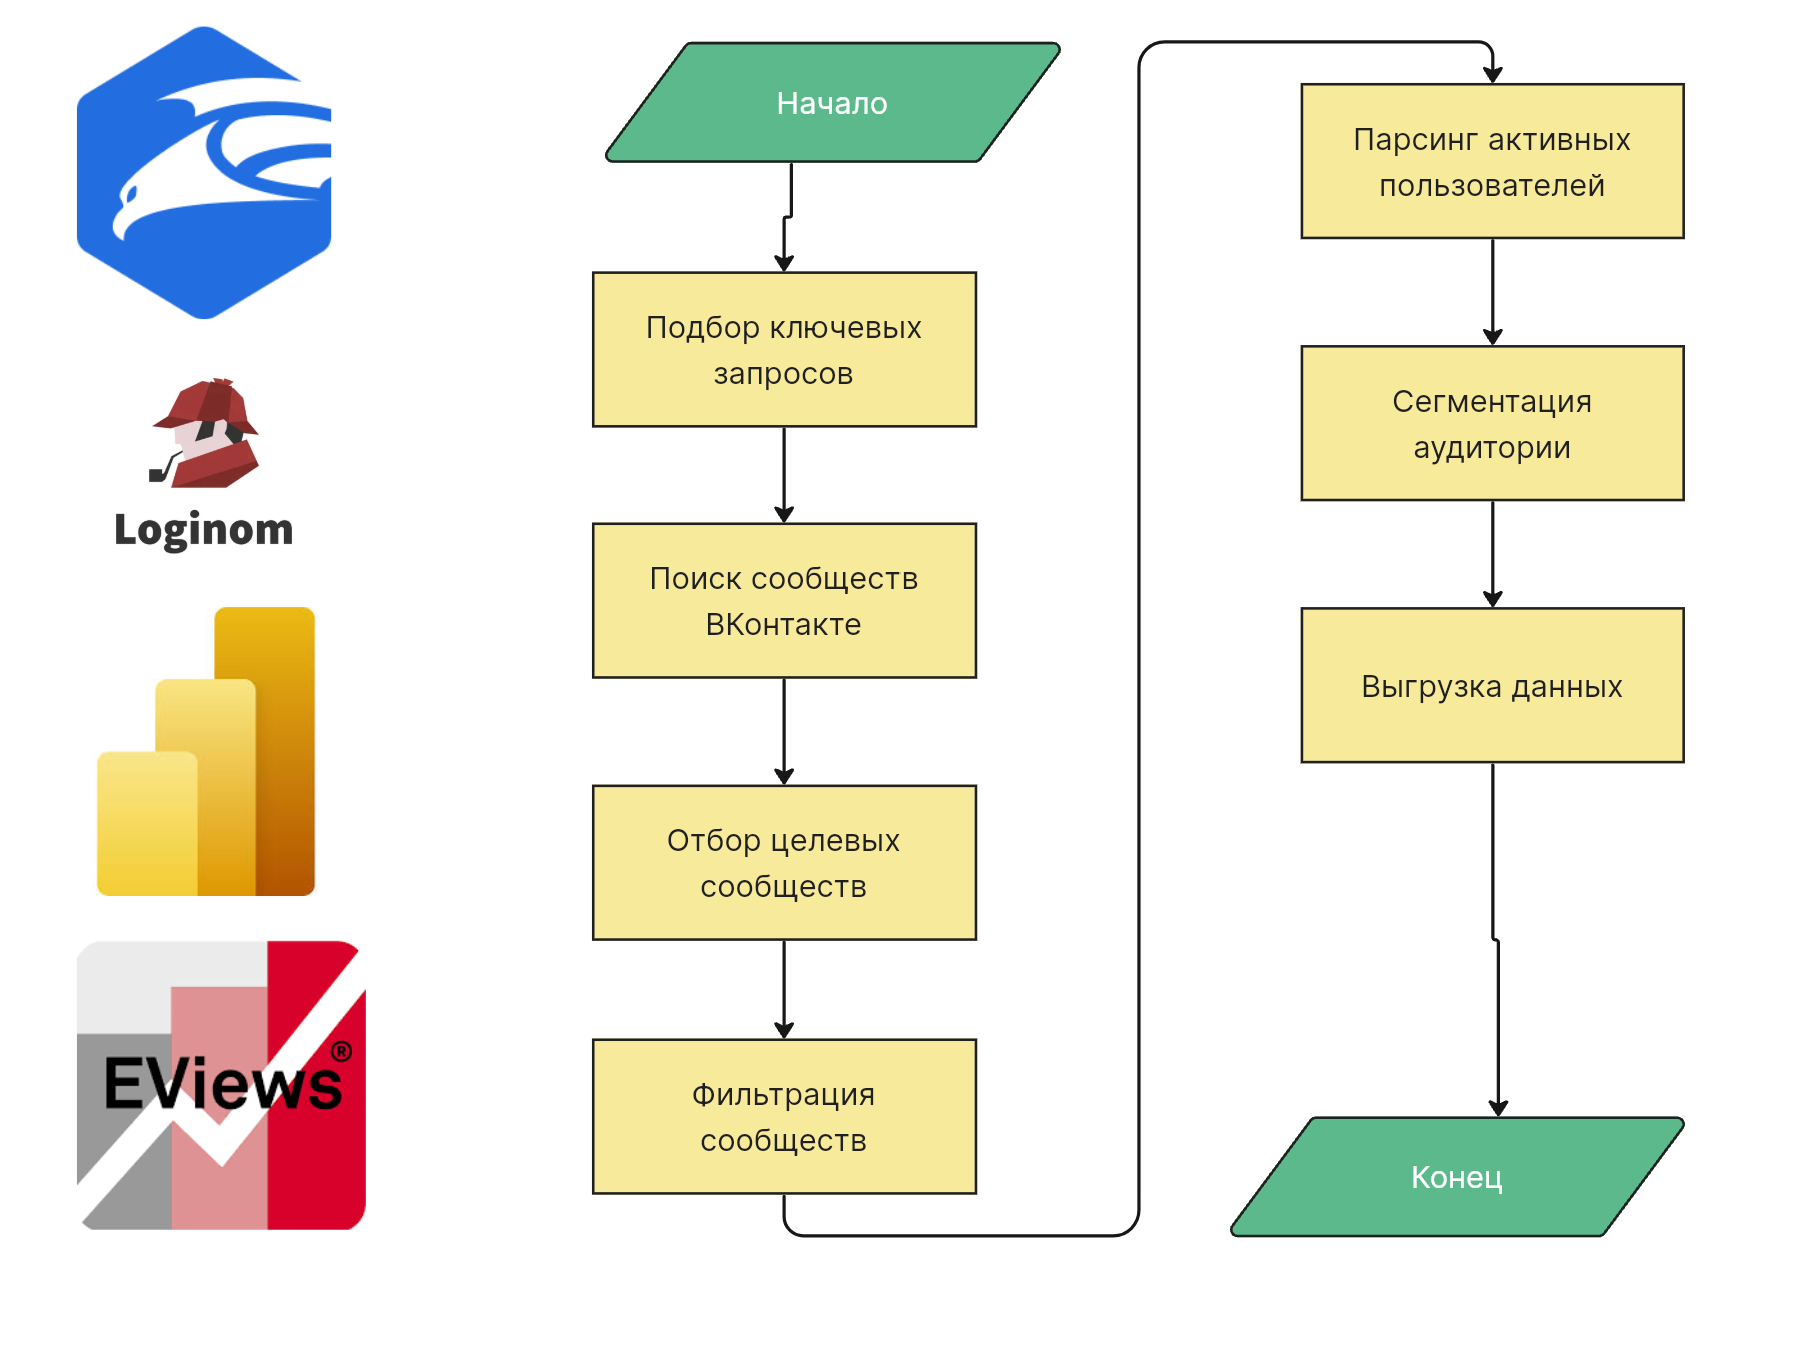 Loginom
EViews®
Начало
Подбор ключевых
запросов
Поиск сообществ
ВКонтакте
Отбор целевых
сообществ
Фильтрация
сообществ
Парсинг активных
пользователей
Сегментация
аудитории
Выгрузка данных
Конец